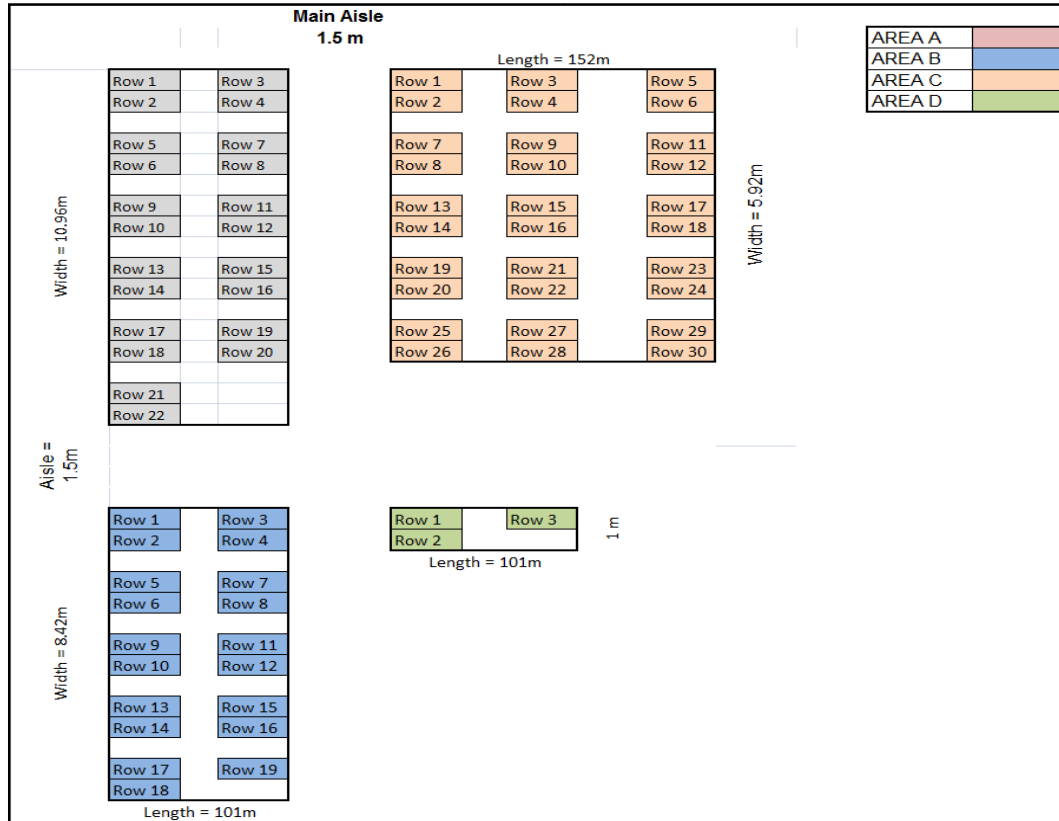 Main Aisle
1.5 m
AREA A
AREA B
AREA C
AREA D
Length = 152m
Width = 10.96m
Row 1 Row 3
Row 2 Row 4
Row 5 Row 7
Row 6 Row 8
Row 9 Row 11
Row 10 Row 12
Row 13 Row 15
Row 14 Row 16
Row 17 Row 19
Row 18 Row 20
Row 21
Row 22
Row 1 Row 3 Row 5
Row 2 Row 4 Row 6
Row 7 Row 9 Row 11
Row 8 Row 10 Row 12
Row 13 Row 15 Row 17
Row 14 Row 16 Row 18
Row 19 Row 21 Row 23
Row 20 Row 22 Row 24
Row 25 Row 27 Row 29
Row 26 Row 28 Row 30
Width = 5.92m
Aisle =
1.5m
Width = 8.42m
Row 1 Row 3
Row 2 Row 4
Row 5 Row 7
Row 6 Row 8
Row 9 Row 11
Row 10 Row 12
Row 13 Row 15
Row 14 Row 16
Row 17 Row 19
Row 18
Length = 101m
Row 1 Row 3
Row 2
1 m
Length = 101m